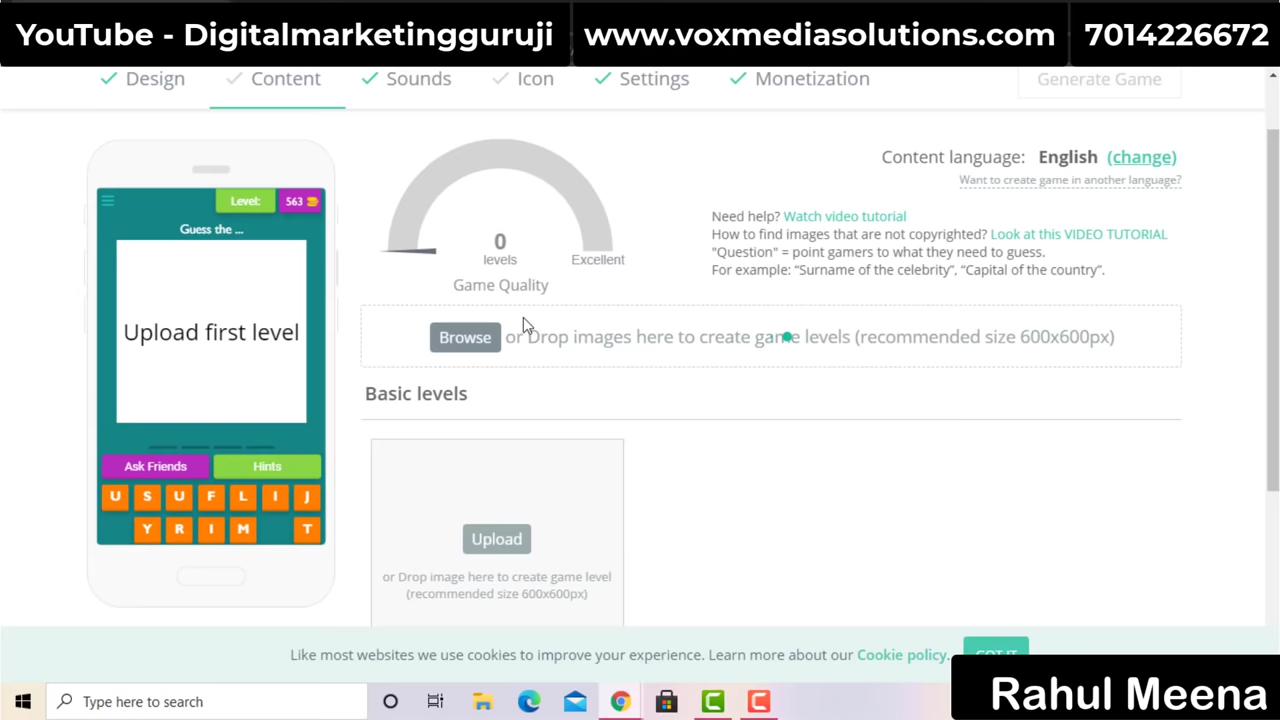 YouTube - Digitalmarketingguruji
www.voxmediasolutions.com
7014226672
Design
Content
Sounds
Icon
Settings
Monetization
Generate Game
Level:
563
Guess the ...
Upload first level
Ask Friends
Hints
U S U F L I J
Y R I M T
0
levels
Excellent
Game Quality
Content language: English (change)
Want to create game in another language?
Need help? Watch video tutorial
How to find images that are not copyrighted? Look at this VIDEO TUTORIAL
"Question" = point gamers to what they need to guess.
For example: “Surname of the celebrity”, “Capital of the country”.
Browse or Drop images here to create game levels (recommended size 600x600px)
Basic levels
Upload
or Drop image here to create game level
(recommended size 600x600px)
Like most websites we use cookies to improve your experience. Learn more about our Cookie policy.
GOT IT
Type here to search
Rahul Meena